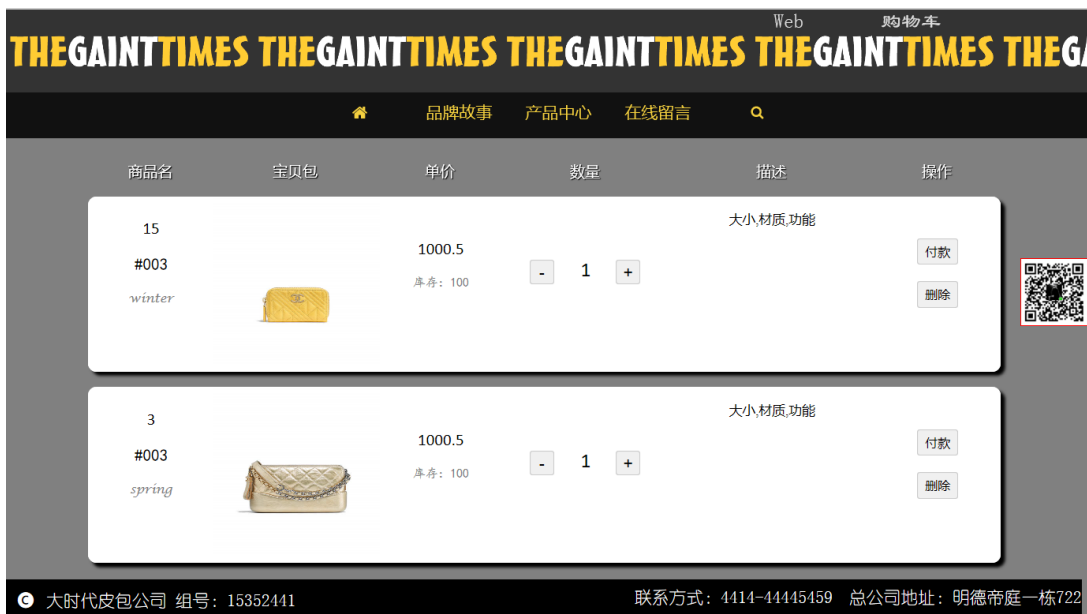 Web 购物车
THEGAINTTIMES THEGAINTTIMES THEGAINTTIMES THEGAINTTIMES THEGA
品牌故事 产品中心 在线留言
商品名 宝贝包 单价 数量 描述 操作
大小,材质,功能
15
#003
winter
1000.5
库存: 100
- 1 +
付款
删除
大小,材质,功能
3
#003
spring
1000.5
库存: 100
- 1 +
付款
删除
大时代皮包公司 组号: 15352441 联系方式: 4414-44445459 总公司地址: 明德帝庭一栋722